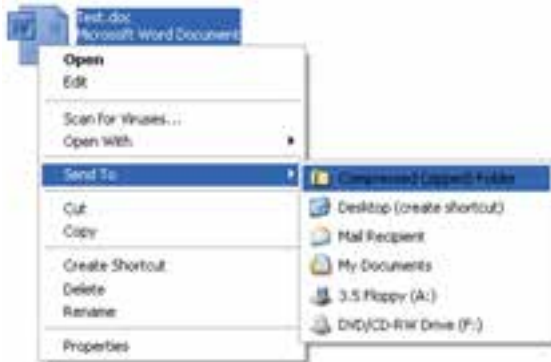 Test.doc
Microsoft Word Document
Open
Edit
Scan for Viruses...
Open With
Send To
Cut
Copy
Create Shortcut
Delete
Rename
Properties
Compressed (zipped) Folder
Desktop (create shortcut)
Mail Recipient
My Documents
3.5 Floppy (A:)
DVD/CD-RW Drive (F:)